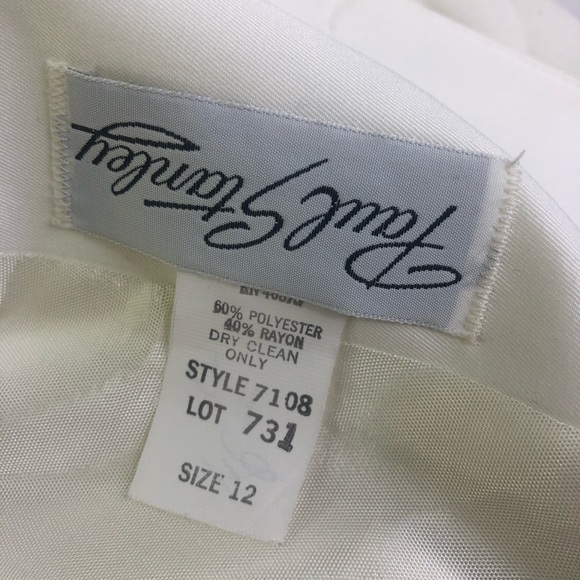 Paul Stanley
60% POLYESTER
40% RAYON
DRY CLEAN
ONLY
STYLE 7108
LOT 731
SIZE 12